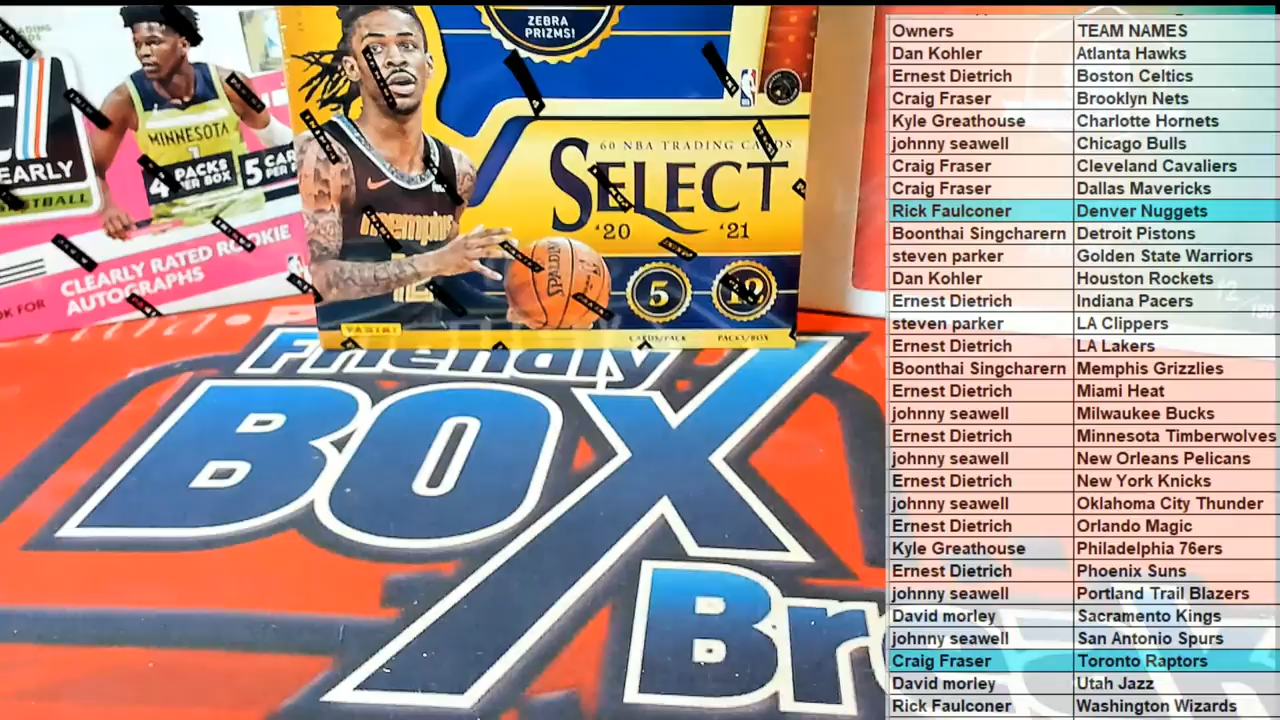 EARLY
MINNESOTA
1
4 PACKS
PER BOX
CLEARLY RATED ROOKIE
AUTOGRAPHS
OK FOR
ZEBRA
PRIZMS!
60 NBA TRADING CARDS
SELECT
'20 '21
memphis
12
SPALDING
5
12
CARDS/PACK
PACKS/BOX
PANINI
Friendly
BOX
Br
Owners TEAM NAMES
Dan Kohler Atlanta Hawks
Ernest Dietrich Boston Celtics
Craig Fraser Brooklyn Nets
Kyle Greathouse Charlotte Hornets
johnny seawell Chicago Bulls
Craig Fraser Cleveland Cavaliers
Craig Fraser Dallas Mavericks
Rick Faulconer Denver Nuggets
Boonthai Singcharern Detroit Pistons
steven parker Golden State Warriors
Dan Kohler Houston Rockets
Ernest Dietrich Indiana Pacers
steven parker LA Clippers
Ernest Dietrich LA Lakers
Boonthai Singcharern Memphis Grizzlies
Ernest Dietrich Miami Heat
johnny seawell Milwaukee Bucks
Ernest Dietrich Minnesota Timberwolves
johnny seawell New Orleans Pelicans
Ernest Dietrich New York Knicks
johnny seawell Oklahoma City Thunder
Ernest Dietrich Orlando Magic
Kyle Greathouse Philadelphia 76ers
Ernest Dietrich Phoenix Suns
johnny seawell Portland Trail Blazers
David morley Sacramento Kings
johnny seawell San Antonio Spurs
Craig Fraser Toronto Raptors
David morley Utah Jazz
Rick Faulconer Washington Wizards